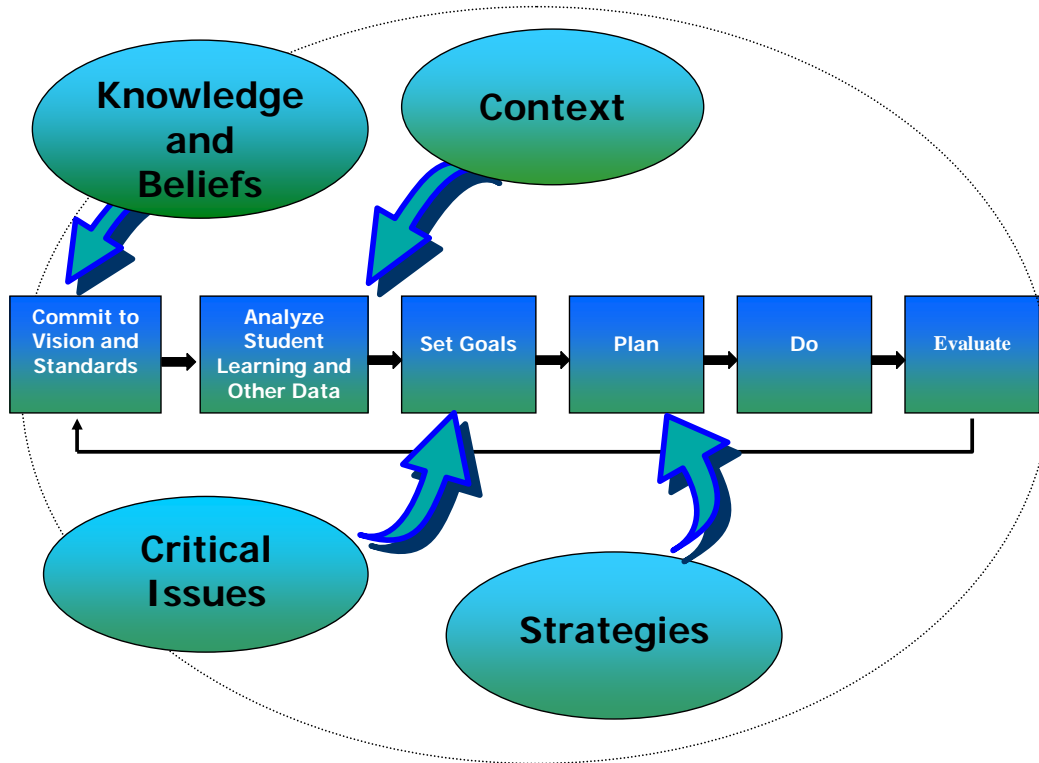 Knowledge
and
Beliefs
Context
Commit to
Vision and
Standards
Analyze
Student
Learning and
Other Data
Set Goals
Plan
Do
Evaluate
Critical
Issues
Strategies